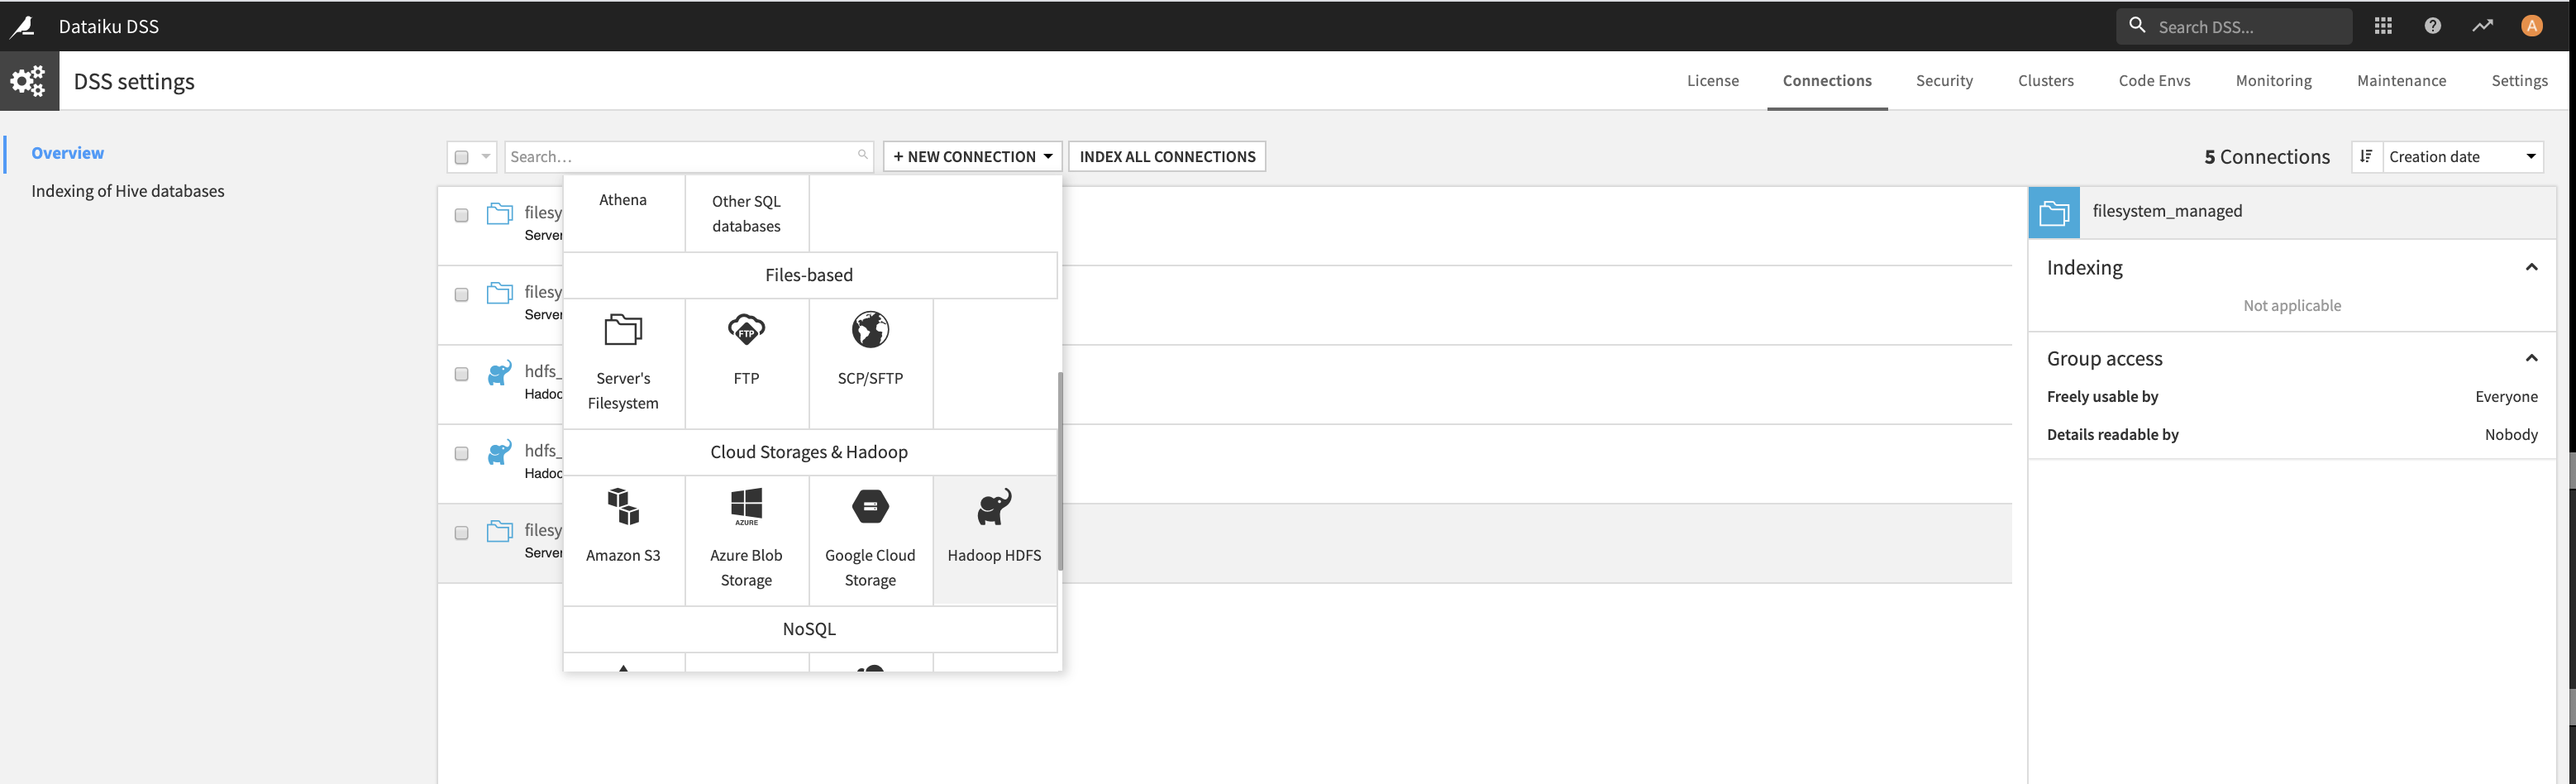 Dataiku DSS
Search DSS...
A
DSS settings
License
Connections
Security
Clusters
Code Envs
Monitoring
Maintenance
Settings
Overview
Indexing of Hive databases
Search...
+ NEW CONNECTION
INDEX ALL CONNECTIONS
5 Connections
Creation date
filesy
Server
filesy
Server
hdfs_
Hadoo
hdfs_
Hadoo
filesy
Server
Athena
Other SQL
databases
Files-based
Server's
Filesystem
FTP
FTP
SCP/SFTP
Cloud Storages & Hadoop
Amazon S3
AZURE
Azure Blob
Storage
Google Cloud
Storage
Hadoop HDFS
NoSQL
filesystem_managed
Indexing
Not applicable
Group access
Freely usable by
Everyone
Details readable by
Nobody